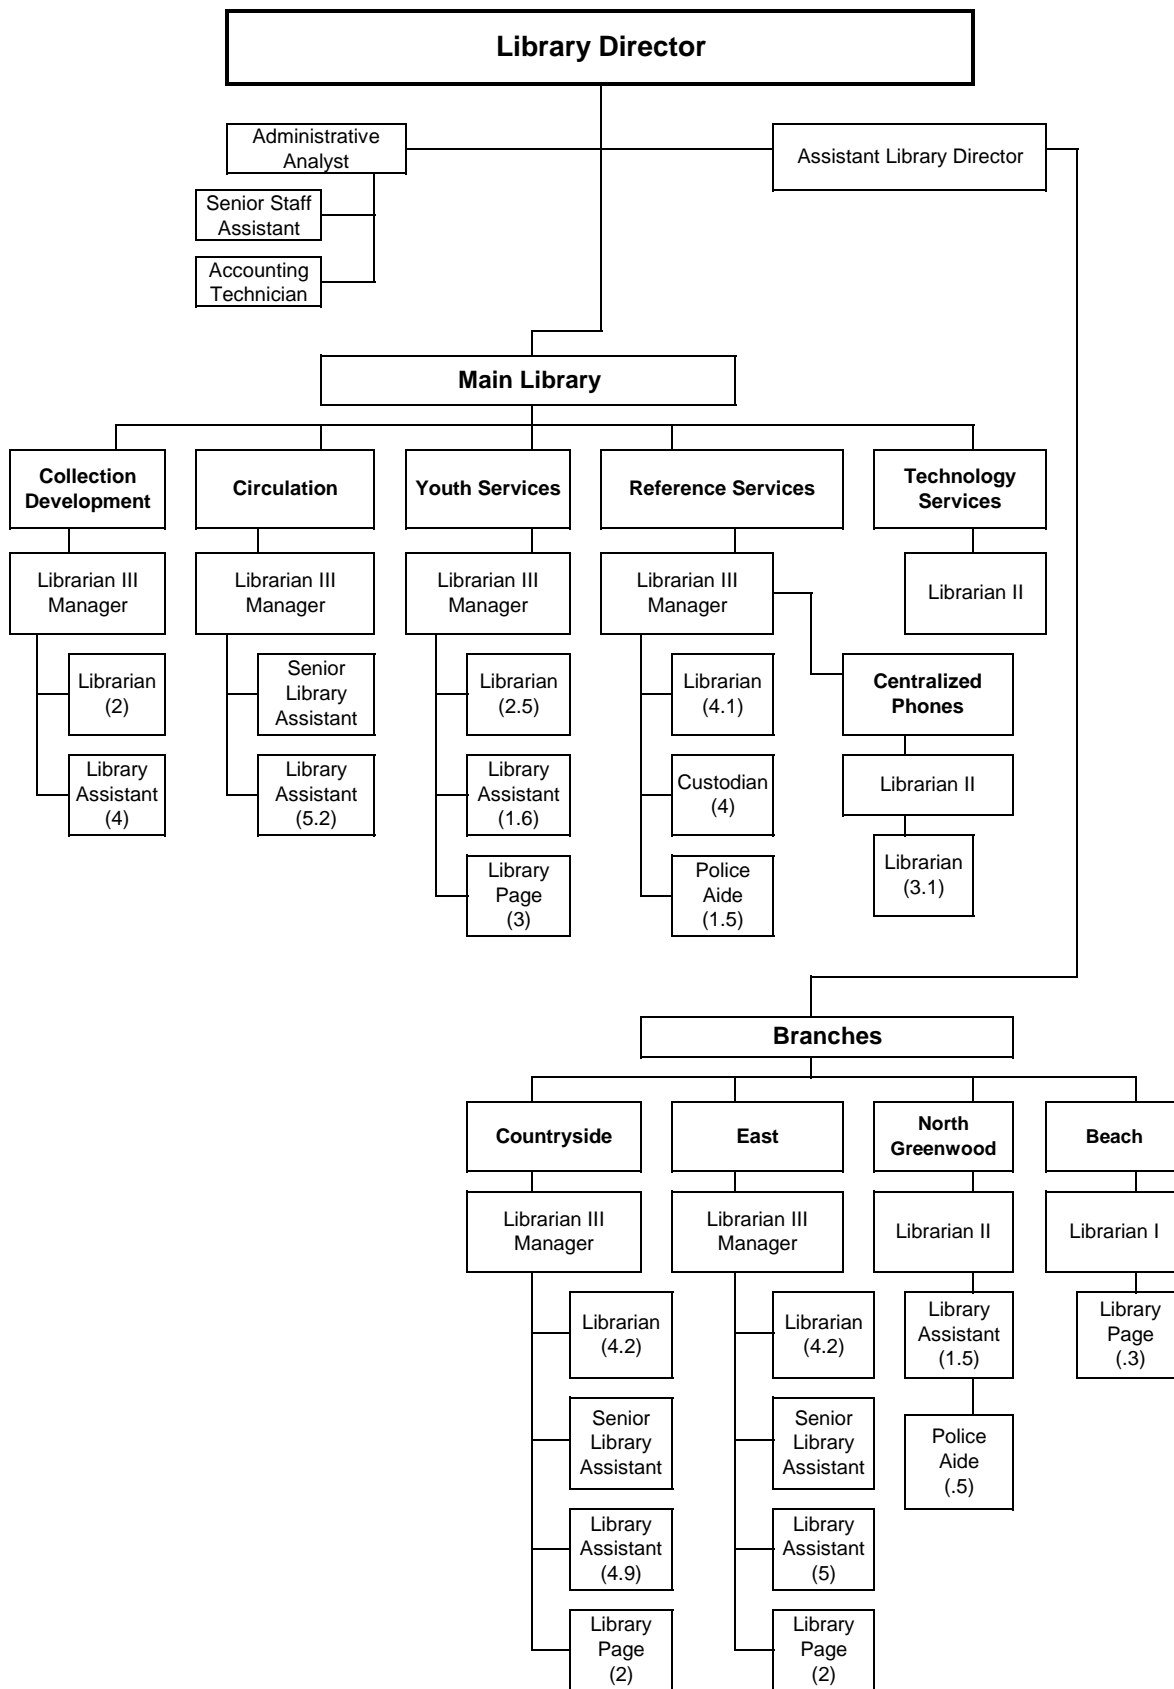 Library Director
Administrative
Analyst
Assistant Library Director
Senior Staff
Assistant
Accounting
Technician
Main Library
Collection
Development
Circulation
Youth Services
Reference Services
Technology
Services
Librarian III
Manager
Librarian III
Manager
Librarian III
Manager
Librarian III
Manager
Librarian II
Librarian
(2)
Senior
Library
Assistant
Librarian
(2.5)
Librarian
(4.1)
Centralized
Phones
Library
Assistant
(4)
Library
Assistant
(5.2)
Library
Assistant
(1.6)
Custodian
(4)
Librarian II
Library
Page
(3)
Police
Aide
(1.5)
Librarian
(3.1)
Branches
Countryside
East
North
Greenwood
Beach
Librarian III
Manager
Librarian III
Manager
Librarian II
Librarian I
Librarian
(4.2)
Librarian
(4.2)
Library
Assistant
(1.5)
Library
Page
(.3)
Senior
Library
Assistant
Senior
Library
Assistant
Police
Aide
(.5)
Library
Assistant
(4.9)
Library
Assistant
(5)
Library
Page
(2)
Library
Page
(2)